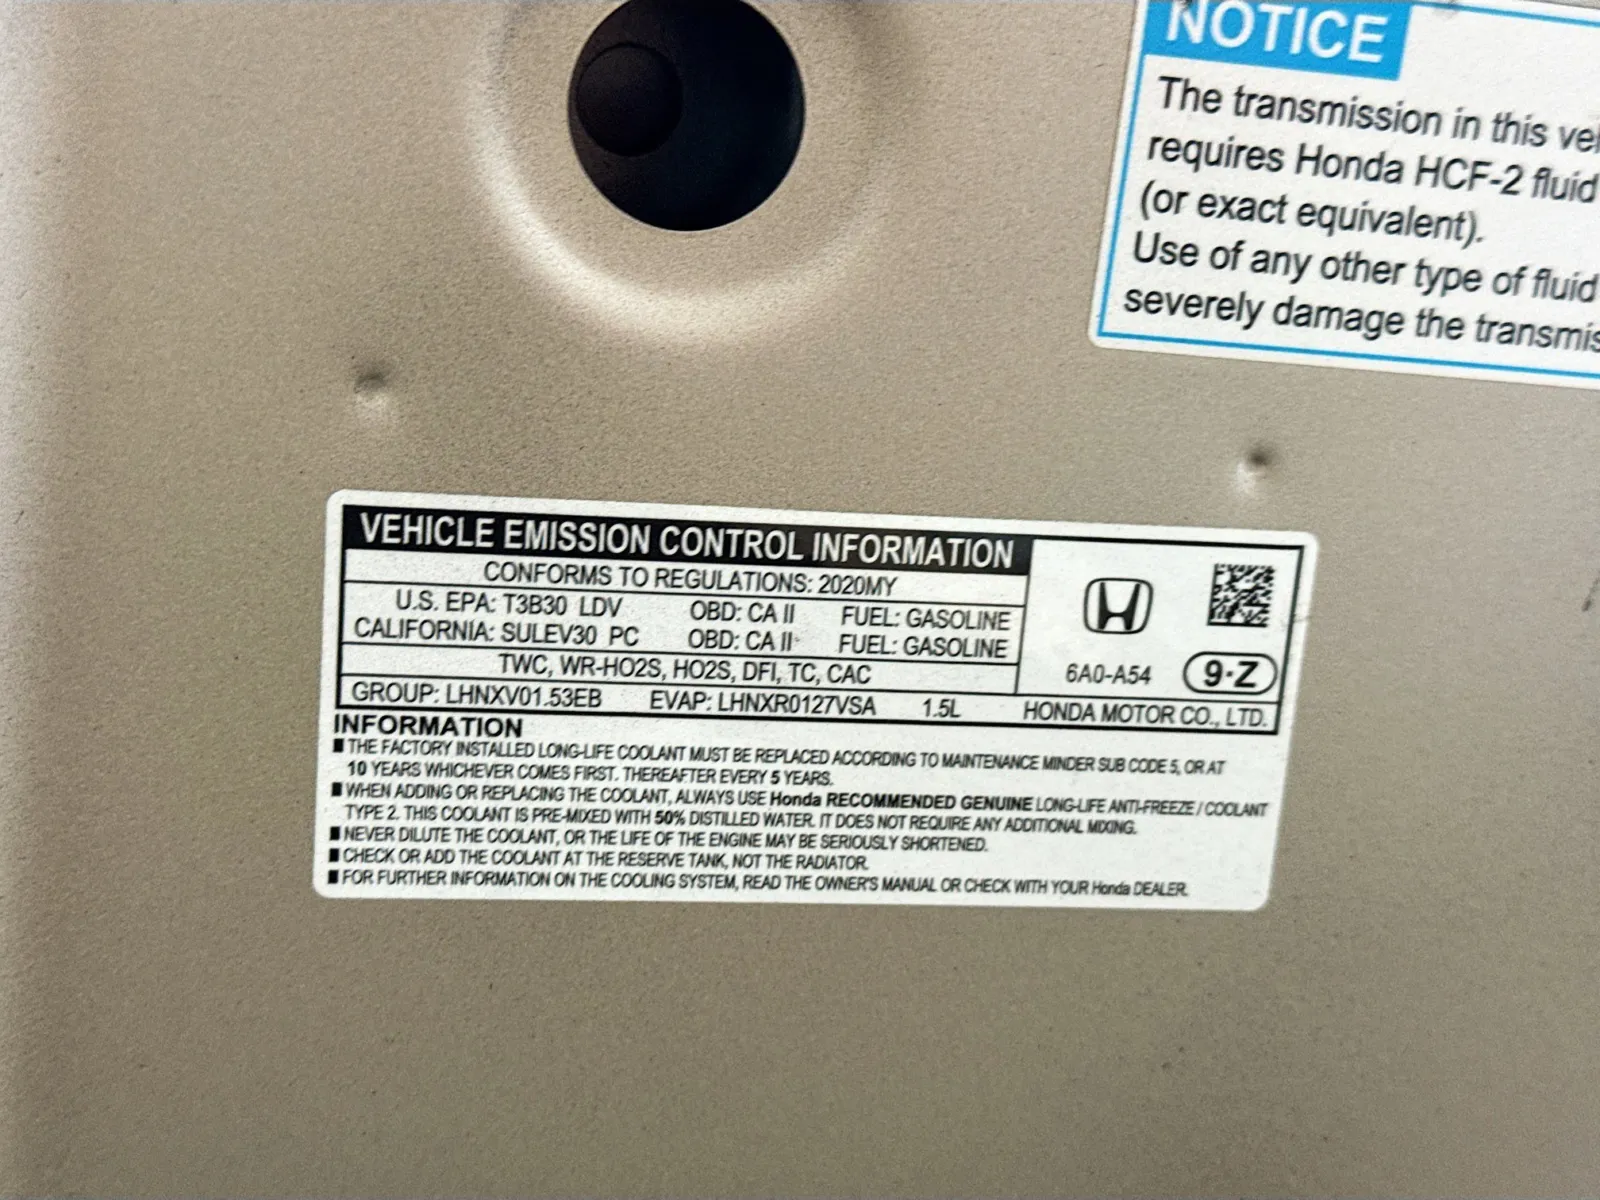 NOTICE
The transmission in this
requires Honda HCF-2 fluid
(or exact equivalent).
Use of any other type of fluid
severely damage the
VEHICLE EMISSION CONTROL INFORMATION
CONFORMS TO REGULATIONS: 2020MY
U.S. EPA: T3B30 LDV OBD: CA II FUEL: GASOLINE
CALIFORNIA: SULEV30 PC OBD: CA II FUEL: GASOLINE
TWC, WR-HO2S, HO2S, DFI, TC, CAC
6A0-A54 9·Z
GROUP: LHNXV01.53EB EVAP: LHNXR0127VSA 1.5L HONDA MOTOR CO., LTD.
INFORMATION
■ THE FACTORY INSTALLED LONG-LIFE COOLANT MUST BE REPLACED ACCORDING TO MAINTENANCE MINDER SUB CODE 5, OR AT
10 YEARS WHICHEVER COMES FIRST. THEREAFTER EVERY 5 YEARS.
■ WHEN ADDING OR REPLACING THE COOLANT, ALWAYS USE Honda RECOMMENDED GENUINE LONG-LIFE ANTI-FREEZE / COOLANT
TYPE 2. THIS COOLANT IS PRE-MIXED WITH 50% DISTILLED WATER. IT DOES NOT REQUIRE ANY ADDITIONAL MIXING.
■ NEVER DILUTE THE COOLANT, OR THE LIFE OF THE ENGINE MAY BE SERIOUSLY SHORTENED.
■ CHECK OR ADD THE COOLANT AT THE RESERVE TANK, NOT THE RADIATOR.
■ FOR FURTHER INFORMATION ON THE COOLING SYSTEM, READ THE OWNER'S MANUAL OR CHECK WITH YOUR Honda DEALER.